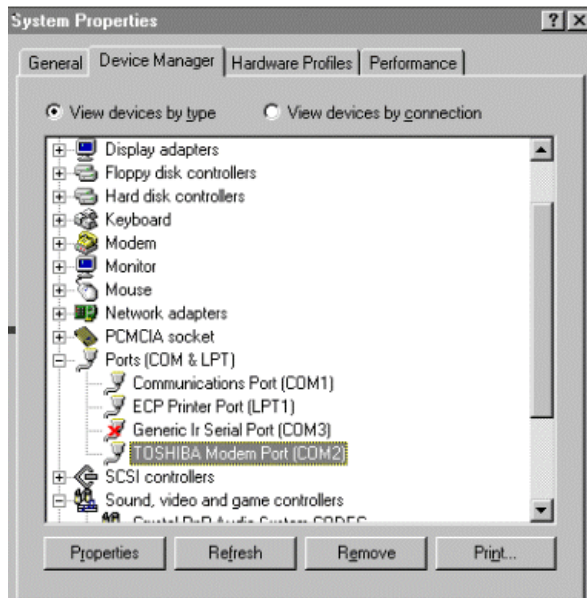 System Properties
General Device Manager Hardware Profiles Performance
View devices by type View devices by connection
Display adapters
Floppy disk controllers
Hard disk controllers
Keyboard
Modem
Monitor
Mouse
Network adapters
PCMCIA socket
Ports (COM & LPT)
Communications Port (COM1)
ECP Printer Port (LPT1)
Generic Ir Serial Port (COM3)
TOSHIBA Modem Port (COM2)
SCSI controllers
Sound, video and game controllers
Properties Refresh Remove Print...